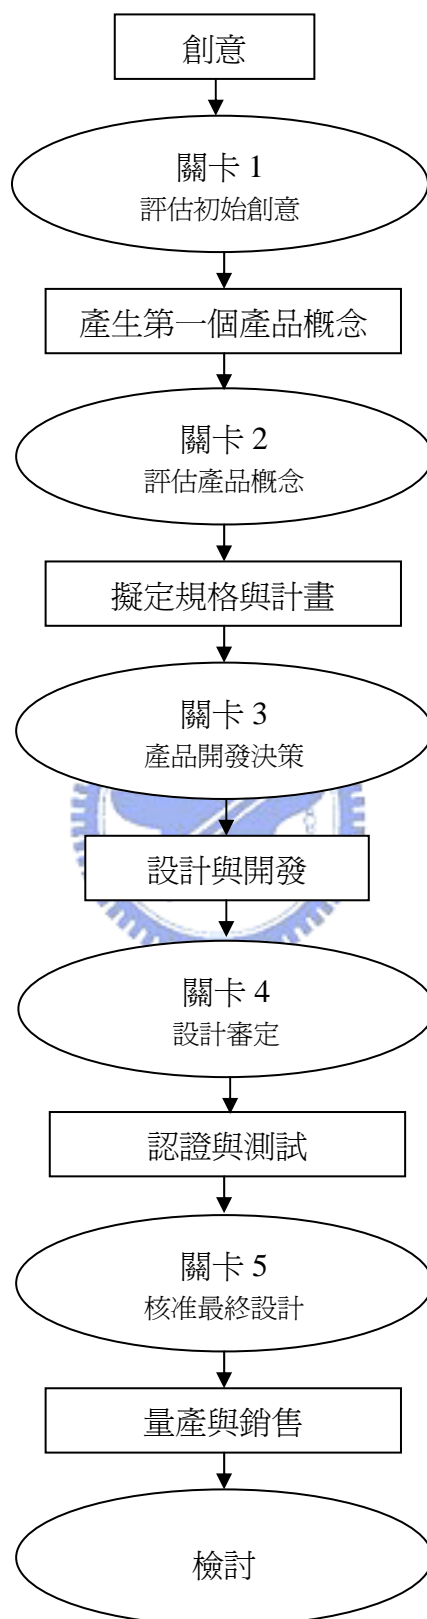 創意
關卡 1
評估初始創意
產生第一個產品概念
關卡 2
評估產品概念
擬定規格與計畫
關卡 3
產品開發決策
設計與開發
關卡 4
設計審定
認證與測試
關卡 5
核准最終設計
量產與銷售
檢討